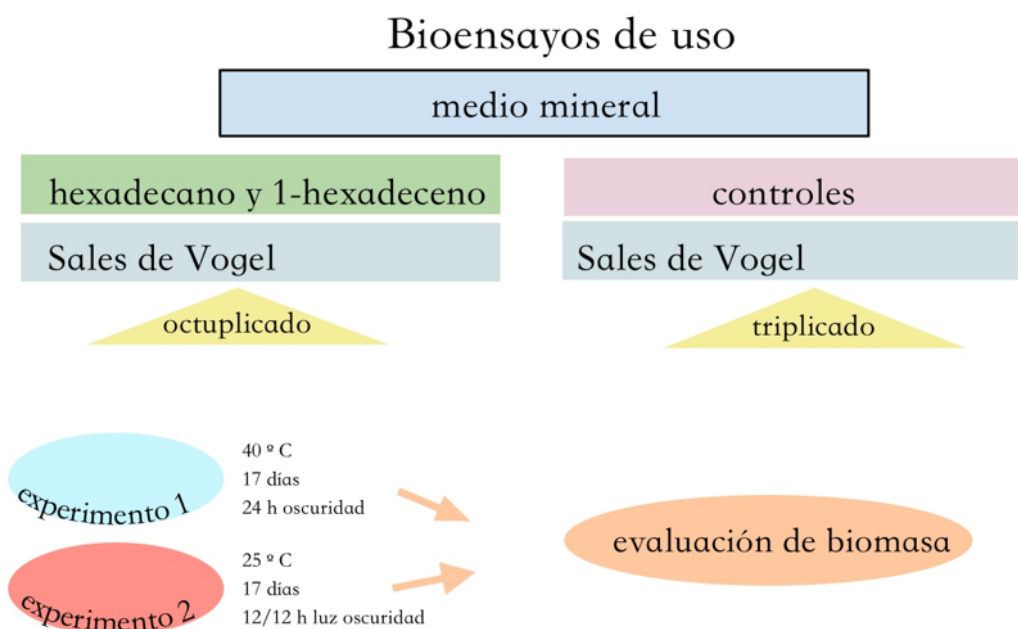 Bioensayos de uso
medio mineral
hexadecano y 1-hexadeceno
controles
Sales de Vogel
Sales de Vogel
octuplicado
triplicado
experimento 1
40 º C
17 días
24 h oscuridad
evaluación de biomasa
experimento 2
25 º C
17 días
12/12 h luz oscuridad